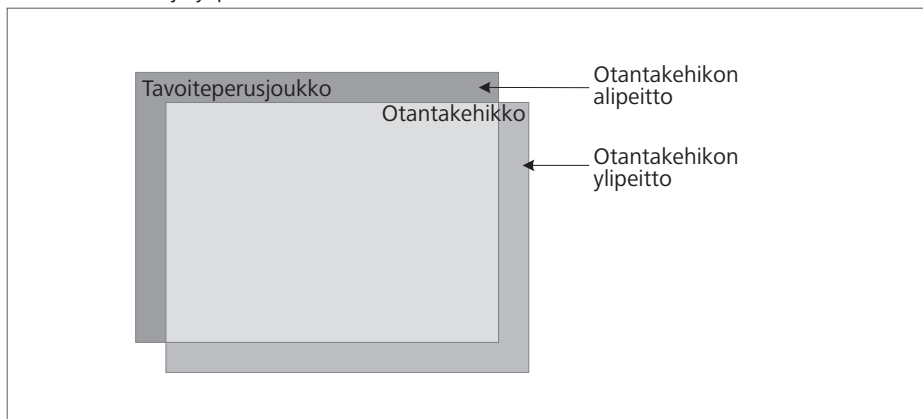 Tavoiteperusjoukko
Otantakehikko
Otantakehikon
alipeitto
Otantakehikon
ylipeitto